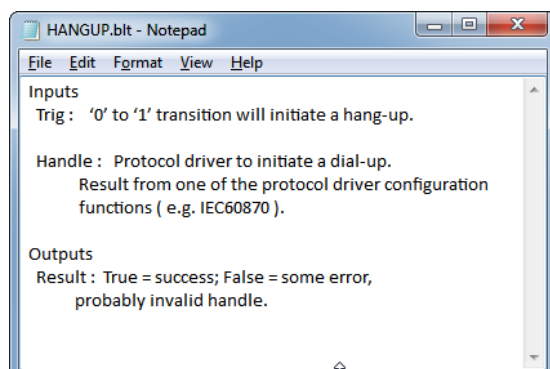 HANGUP.blt - Notepad
File Edit Format View Help
Inputs
Trig : ‘0’ to ‘1’ transition will initiate a hang-up.
Handle : Protocol driver to initiate a dial-up.
Result from one of the protocol driver configuration
functions ( e.g. IEC60870 ).
Outputs
Result : True = success; False = some error,
probably invalid handle.